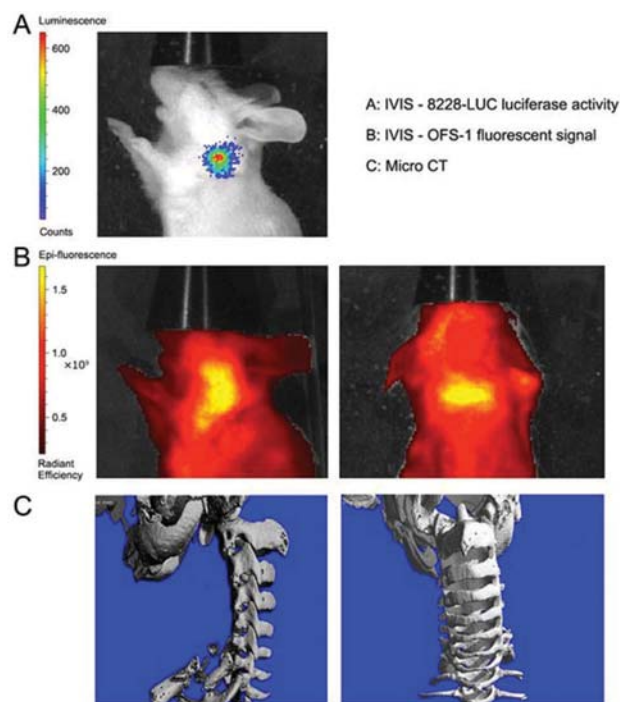 A
Luminescence
600
400
200
Counts
A: IVIS - 8228-LUC luciferase activity
B: IVIS - OFS-1 fluorescent signal
C: Micro CT
B
Epi-fluorescence
1.5
1.0
×10⁹
0.5
Radiant
Efficiency
C